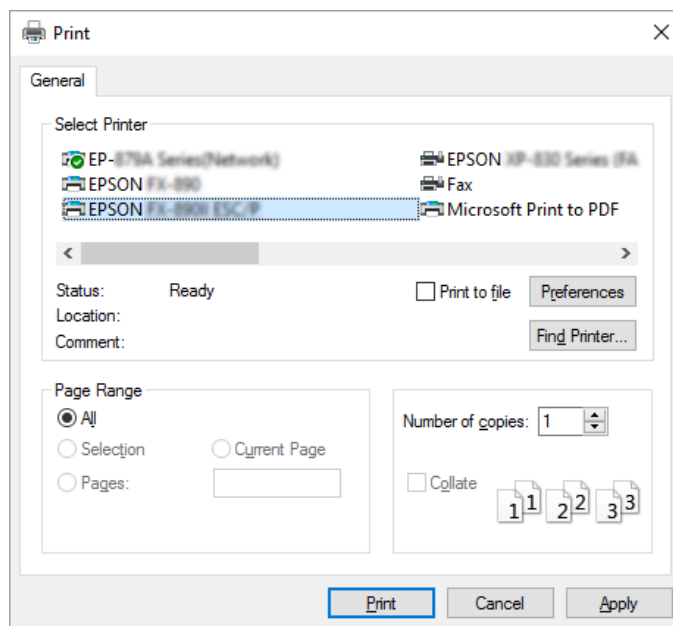 Print
General
Select Printer
EP-
EPSON
EPSON
EPSON
Fax
Microsoft Print to PDF
Status: Ready
Location:
Comment:
Print to file
Preferences
Find Printer...
Page Range
All
Selection
Current Page
Pages:
Number of copies: 1
Collate
1 1 2 2 3 3
Print
Cancel
Apply